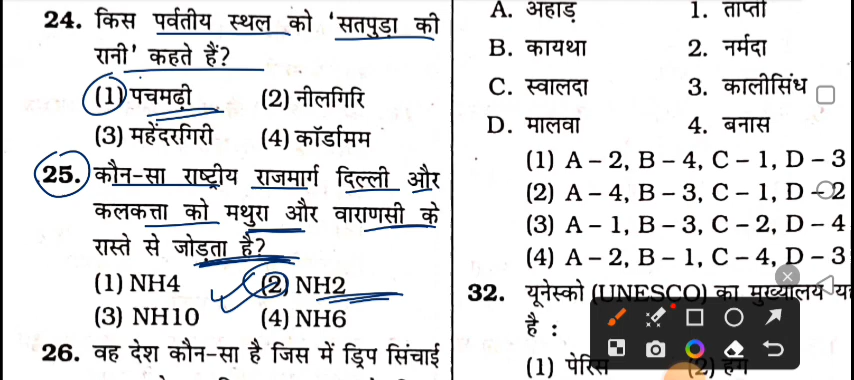 24. किस पर्वतीय स्थल को 'सतपुड़ा की
रानी' कहते हैं?
(1) पचमढ़ी (2) नीलगिरि
(3) महेंदरगिरी (4) कॉर्डामम
25. कौन-सा राष्ट्रीय राजमार्ग दिल्ली और
कलकत्ता को मथुरा और वाराणसी के
रास्ते से जोड़ता है?
(1) NH4 (2) NH2
(3) NH10 (4) NH6
26. वह देश कौन-सा है जिस में ड्रिप सिंचाई
A. अहाड़ 1. ताप्ती
B. कायथा 2. नर्मदा
C. स्वालदा 3. कालीसिंध
D. मालवा 4. बनास
(1) A – 2, B – 4, C – 1, D – 3
(2) A – 4, B – 3, C – 1, D – 2
(3) A – 1, B – 3, C – 2, D – 4
(4) A – 2, B – 1, C – 4, D – 3
32. यूनेस्को (UNESCO) का मुख्यालय
है :
(1) पेरिस (2) हेग